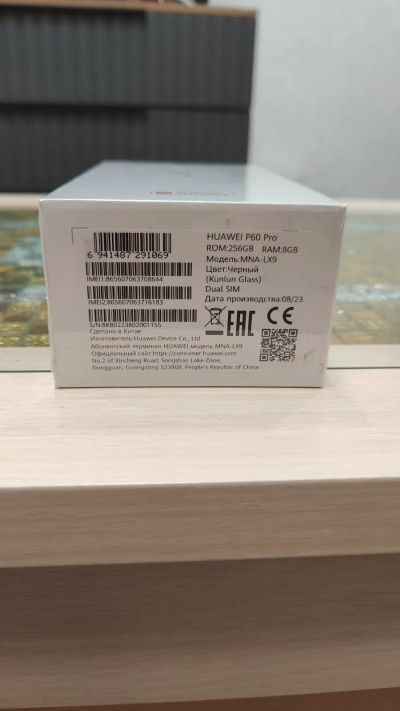 HUAWEI P60 Pro
ROM:256GB RAM:8GB
Модель:MNA-LX9
Цвет:Черный
(Kunlun Glass)
Dual SIM
Дата производства:08/23
6 941487 291069
IMEI1:865607063708644
IMEI2:865607063716183
S/N:8KB0223802001155
EAC CE
Сделано в Китае
Изготовитель Huawei Device Co., Ltd.
Абонентский терминал HUAWEI модель MNA-LX9
Официальный сайт:https://consumer.huawei.com
No.2 of Xincheng Road, Songshan Lake Zone,
Dongguan, Guangdong 523808, People's Republic of China